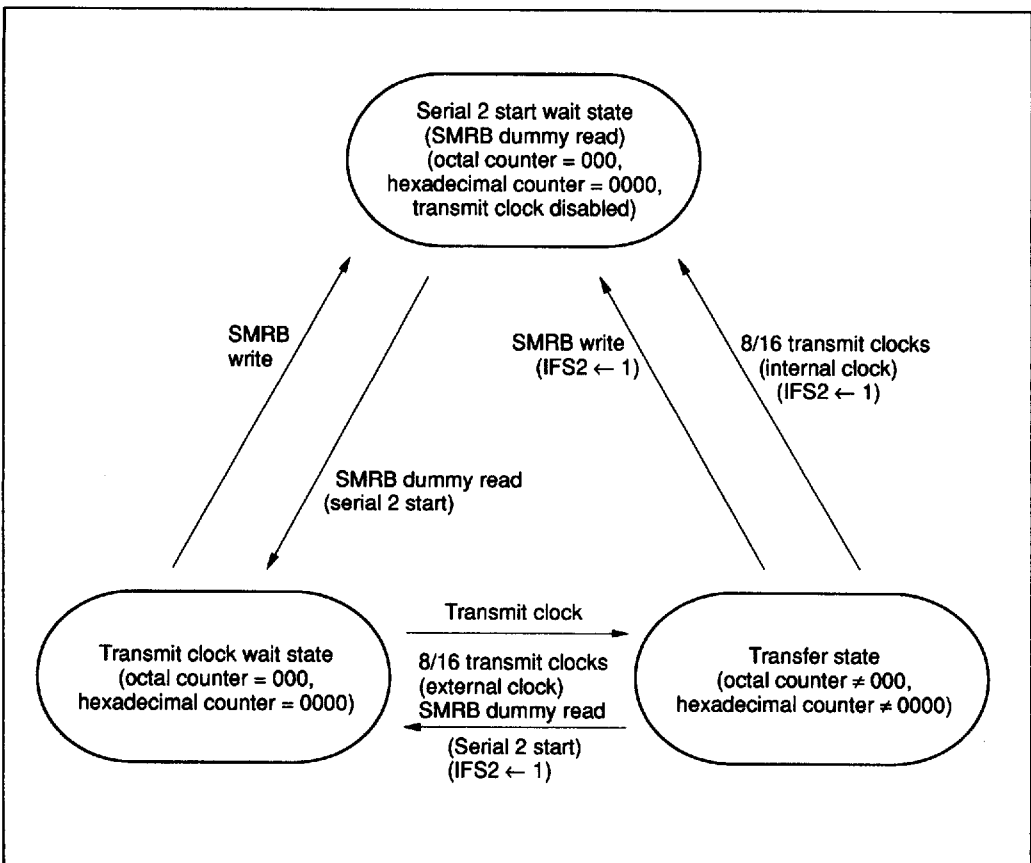 Serial 2 start wait state
(SMRB dummy read)
(octal counter = 000,
hexadecimal counter = 0000,
transmit clock disabled)
SMRB
write
SMRB write
(IFS2 ← 1)
8/16 transmit clocks
(internal clock)
(IFS2 ← 1)
SMRB dummy read
(serial 2 start)
Transmit clock wait state
(octal counter = 000,
hexadecimal counter = 0000)
Transmit clock
8/16 transmit clocks
(external clock)
SMRB dummy read
(Serial 2 start)
(IFS2 ← 1)
Transfer state
(octal counter ≠ 000,
hexadecimal counter ≠ 0000)